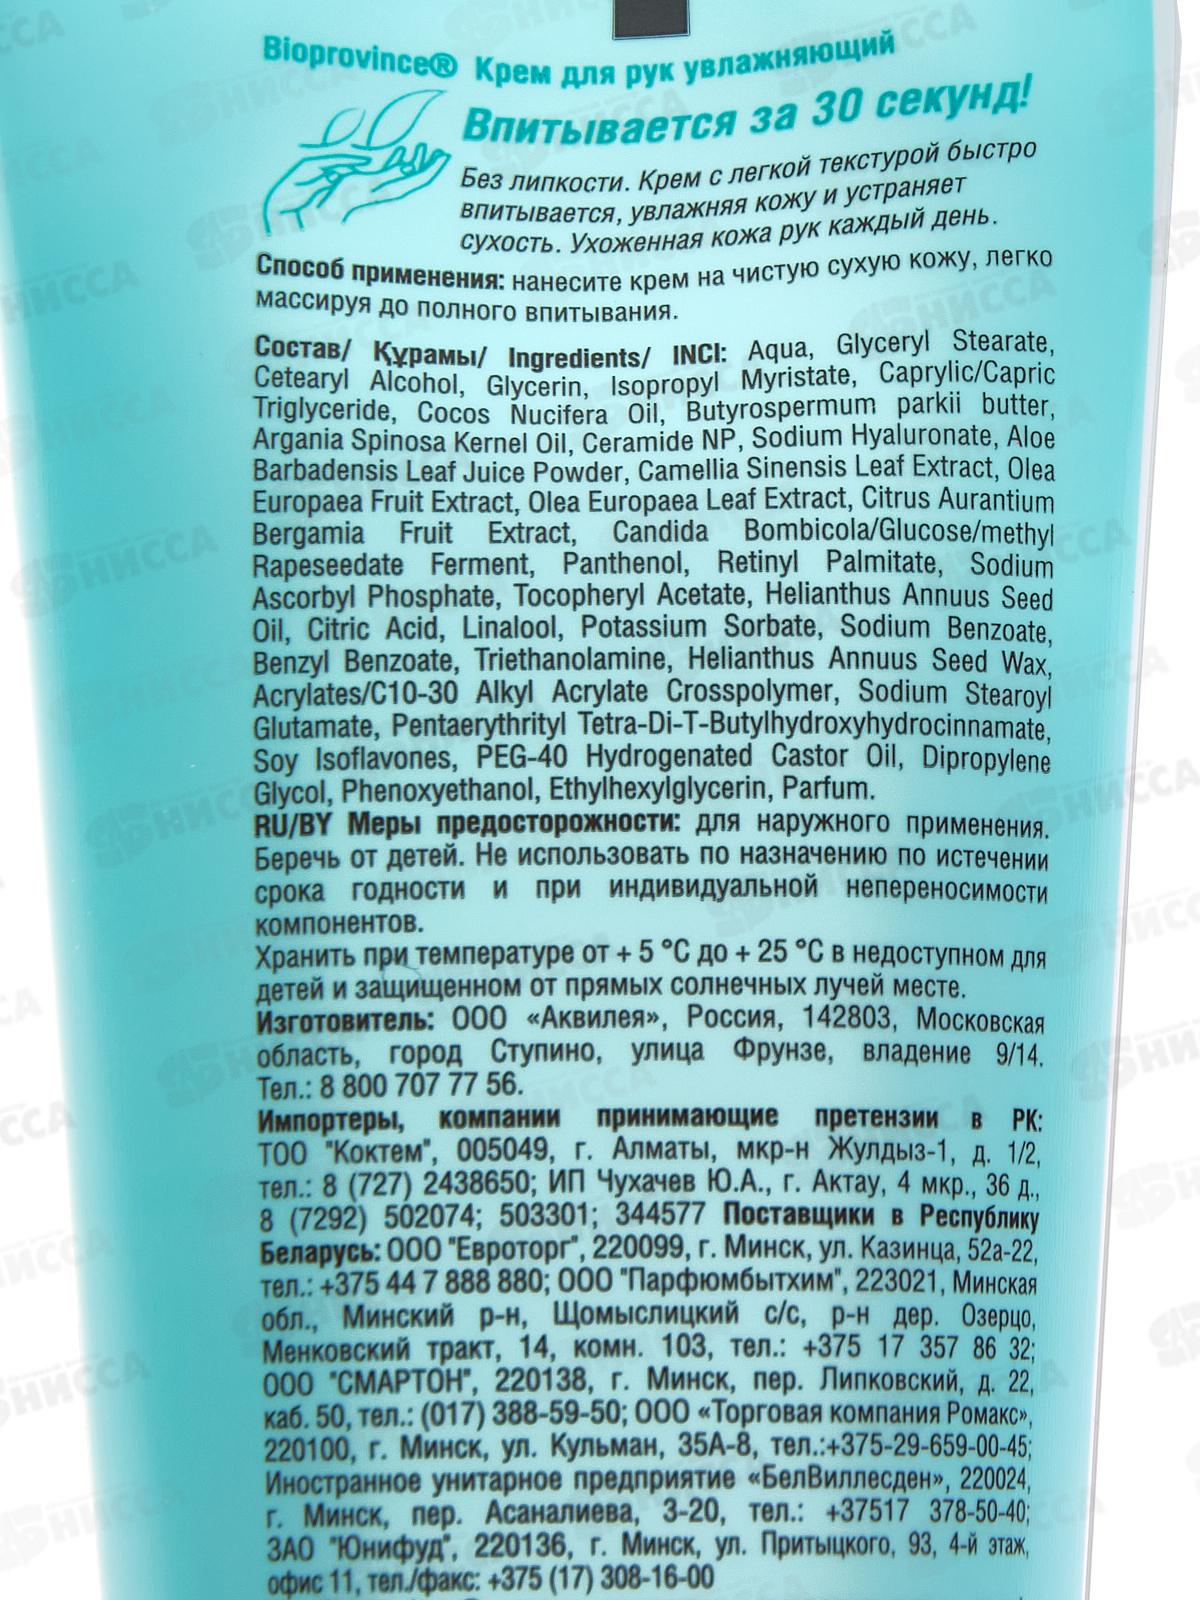 Bioprovince® Крем для рук увлажняющий
Впитывается за 30 секунд!
Без липкости. Крем с легкой текстурой быстро
впитывается, увлажняя кожу и устраняет
сухость. Ухоженная кожа рук каждый день.
Способ применения: нанесите крем на чистую сухую кожу, легко
массируя до полного впитывания.
Состав/ Құрамы/ Ingredients/ INCI: Aqua, Glyceryl Stearate,
Cetearyl Alcohol, Glycerin, Isopropyl Myristate, Caprylic/Capric
Triglyceride, Cocos Nucifera Oil, Butyrospermum parkii butter,
Argania Spinosa Kernel Oil, Ceramide NP, Sodium Hyaluronate, Aloe
Barbadensis Leaf Juice Powder, Camellia Sinensis Leaf Extract, Olea
Europaea Fruit Extract, Olea Europaea Leaf Extract, Citrus Aurantium
Bergamia Fruit Extract, Candida Bombicola/Glucose/methyl
Rapeseedate Ferment, Panthenol, Retinyl Palmitate, Sodium
Ascorbyl Phosphate, Tocopheryl Acetate, Helianthus Annuus Seed
Oil, Citric Acid, Linalool, Potassium Sorbate, Sodium Benzoate,
Benzyl Benzoate, Triethanolamine, Helianthus Annuus Seed Wax,
Acrylates/C10-30 Alkyl Acrylate Crosspolymer, Sodium Stearoyl
Glutamate, Pentaerythrityl Tetra-Di-T-Butylhydroxyhydrocinnamate,
Soy Isoflavones, PEG-40 Hydrogenated Castor Oil, Dipropylene
Glycol, Phenoxyethanol, Ethylhexylglycerin, Parfum.
RU/BY Меры предосторожности: для наружного применения.
Беречь от детей. Не использовать по назначению по истечении
срока годности и при индивидуальной непереносимости
компонентов.
Хранить при температуре от + 5 °C до + 25 °C в недоступном для
детей и защищенном от прямых солнечных лучей месте.
Изготовитель: ООО «Аквилея», Россия, 142803, Московская
область, город Ступино, улица Фрунзе, владение 9/14.
Тел.: 8 800 707 77 56.
Импортеры, компании принимающие претензии в РК:
ТОО "Коктем", 005049, г. Алматы, мкр-н Жулдыз-1, д. 1/2,
тел.: 8 (727) 2438650; ИП Чухачев Ю.А., г. Актау, 4 мкр., 36 д.,
8 (7292) 502074; 503301; 344577 Поставщики в Республику
Беларусь: ООО "Евроторг", 220099, г. Минск, ул. Казинца, 52а-22,
тел.: +375 44 7 888 880; ООО "Парфюмбытхим", 223021, Минская
обл., Минский р-н, Щомыслицкий с/с, р-н дер. Озерцо,
Менковский тракт, 14, комн. 103, тел.: +375 17 357 86 32;
ООО "СМАРТОН", 220138, г. Минск, пер. Липковский, д. 22,
каб. 50, тел.: (017) 388-59-50; ООО «Торговая компания Ромакс»,
220100, г. Минск, ул. Кульман, 35А-8, тел.:+375-29-659-00-45;
Иностранное унитарное предприятие «БелВиллесден», 220024,
г. Минск, пер. Асаналиева, 3-20, тел.: +37517 378-50-40;
ЗАО "Юнифуд", 220136, г. Минск, ул. Притыцкого, 93, 4-й этаж,
офис 11, тел./факс: +375 (17) 308-16-00